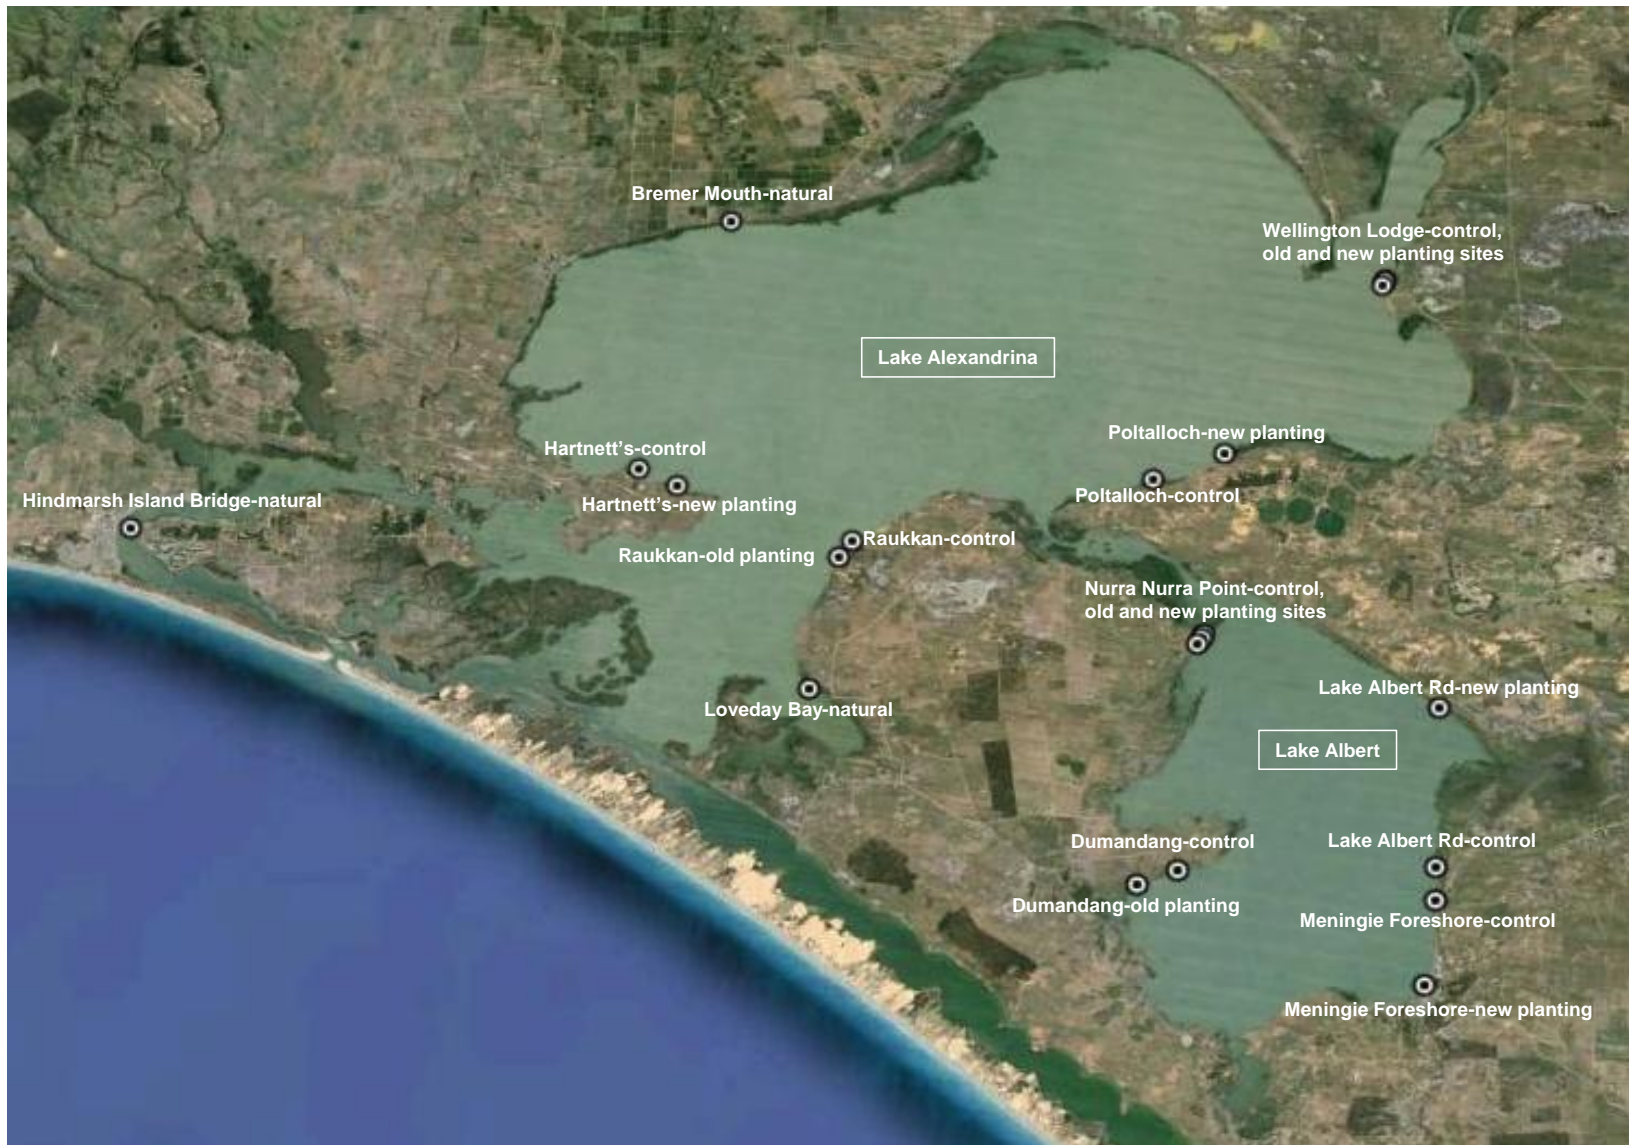 Bremer Mouth-natural
Wellington Lodge-control,
old and new planting sites
Lake Alexandrina
Poltalloch-new planting
Hartnett’s-control
Poltalloch-control
Hindmarsh Island Bridge-natural
Hartnett’s-new planting
Raukkan-control
Raukkan-old planting
Nurra Nurra Point-control,
old and new planting sites
Lake Albert Rd-new planting
Loveday Bay-natural
Lake Albert
Dumandang-control
Lake Albert Rd-control
Dumandang-old planting
Meningie Foreshore-control
Meningie Foreshore-new planting